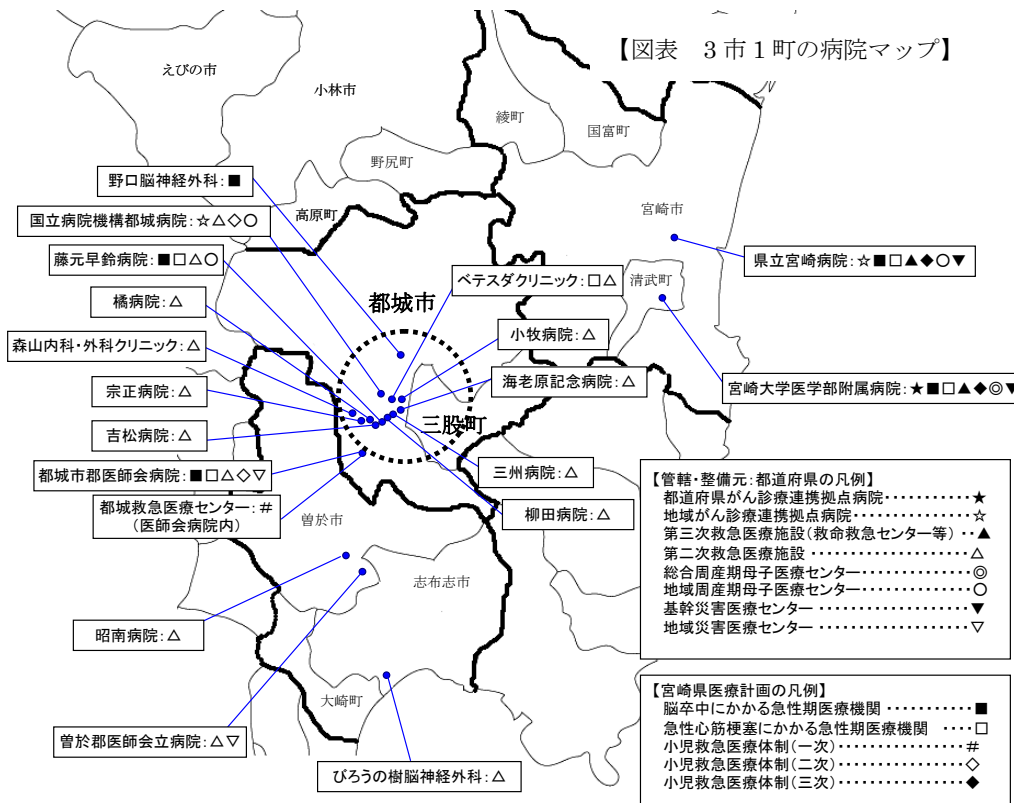 【図表　3市1町の病院マップ】
えびの市
小林市
綾町
国富町
野尻町
野口脳神経外科：■
高原町
宮崎市
国立病院機構都城病院：☆△◇○
藤元早鈴病院：■□△○
県立宮崎病院：☆■□▲◆○▼
ベテスダクリニック：□△
清武町
橘病院：△
都城市
小牧病院：△
森山内科・外科クリニック：△
海老原記念病院：△
宮崎大学医学部附属病院：★■□▲◆◎▼
宗正病院：△
三股町
吉松病院：△
三州病院：△
都城市郡医師会病院：■□△◇▽
都城救急医療センター：#
（医師会病院内）
柳田病院：△
曽於市
志布志市
昭南病院：△
大崎町
曽於郡医師会立病院：△▽
びろうの樹脳神経外科：△
【管轄・整備元：都道府県の凡例】
都道府県がん診療連携拠点病院‥‥‥‥‥★
地域がん診療連携拠点病院‥‥‥‥‥‥‥☆
第三次救急医療施設（救命救急センター等）‥▲
第二次救急医療施設‥‥‥‥‥‥‥‥‥‥△
総合周産期母子医療センター‥‥‥‥‥‥◎
地域周産期母子医療センター‥‥‥‥‥‥○
基幹災害医療センター‥‥‥‥‥‥‥‥‥▼
地域災害医療センター‥‥‥‥‥‥‥‥‥▽
【宮崎県医療計画の凡例】
脳卒中にかかる急性期医療機関‥‥‥‥‥■
急性心筋梗塞にかかる急性期医療機関‥‥□
小児救急医療体制（一次）‥‥‥‥‥‥‥#
小児救急医療体制（二次）‥‥‥‥‥‥‥◇
小児救急医療体制（三次）‥‥‥‥‥‥‥◆